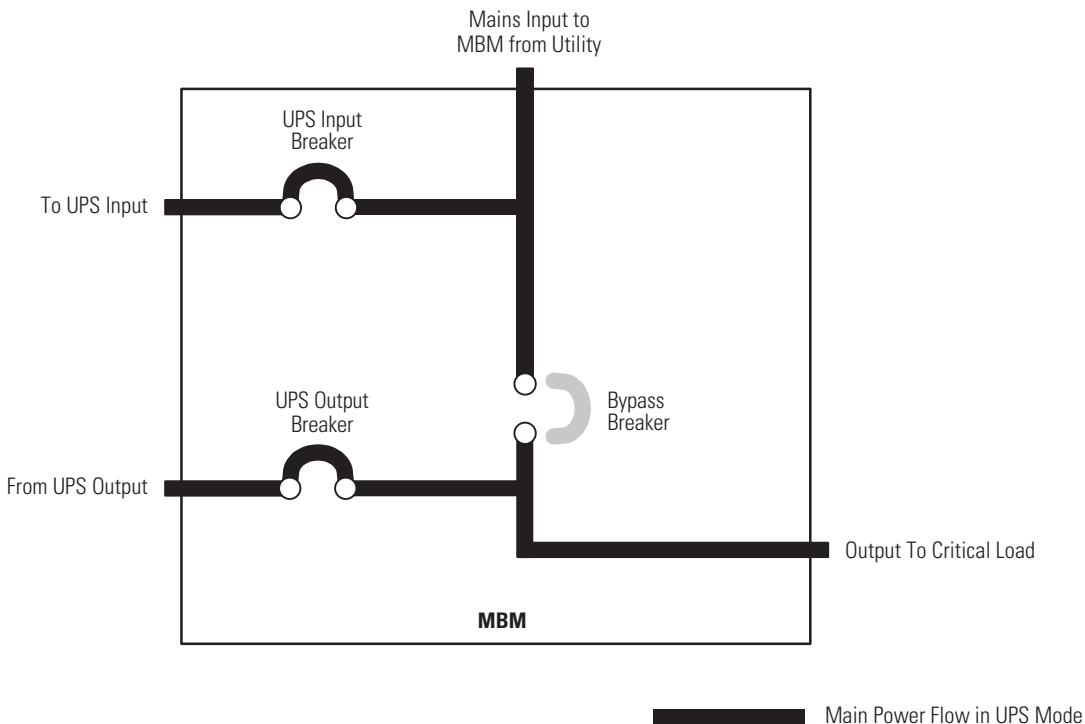 Mains Input to
MBM from Utility
UPS Input
Breaker
To UPS Input
UPS Output
Breaker
Bypass
Breaker
From UPS Output
Output To Critical Load
MBM
Main Power Flow in UPS Mode